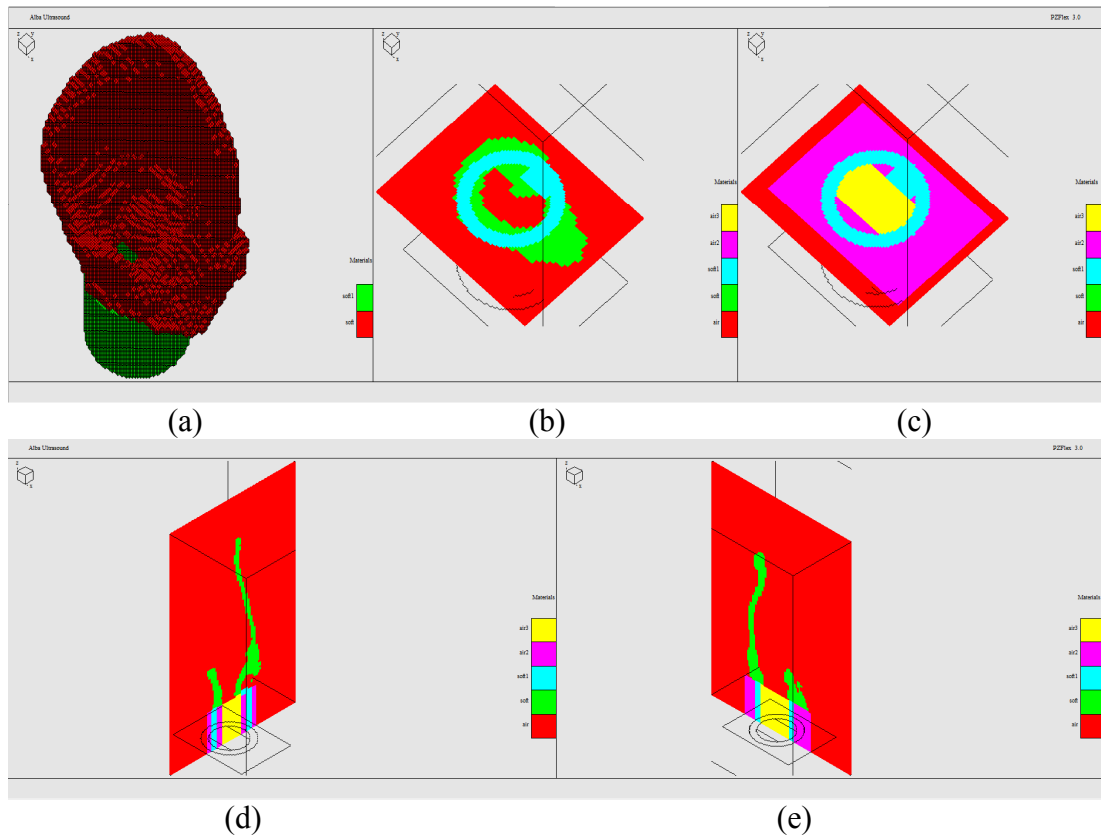 Alba Ultrasound
PZFlex 3.0
z y
x
Materials
soft1
soft
z y
x
Materials
air3
air2
soft1
soft
air
z y
x
Materials
air3
air2
soft1
soft
air
(a)
(b)
(c)
Alba Ultrasound
PZFlex 3.0
z
x
Materials
air3
air2
soft1
soft
air
z
x
Materials
air3
air2
soft1
soft
air
(d)
(e)